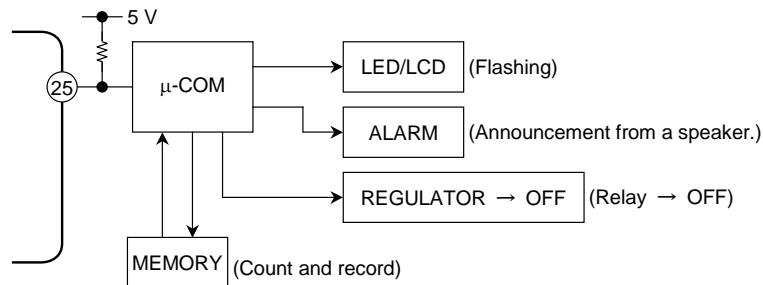 5 V
25
μ-COM
LED/LCD (Flashing)
ALARM (Announcement from a speaker.)
REGULATOR → OFF (Relay → OFF)
MEMORY (Count and record)